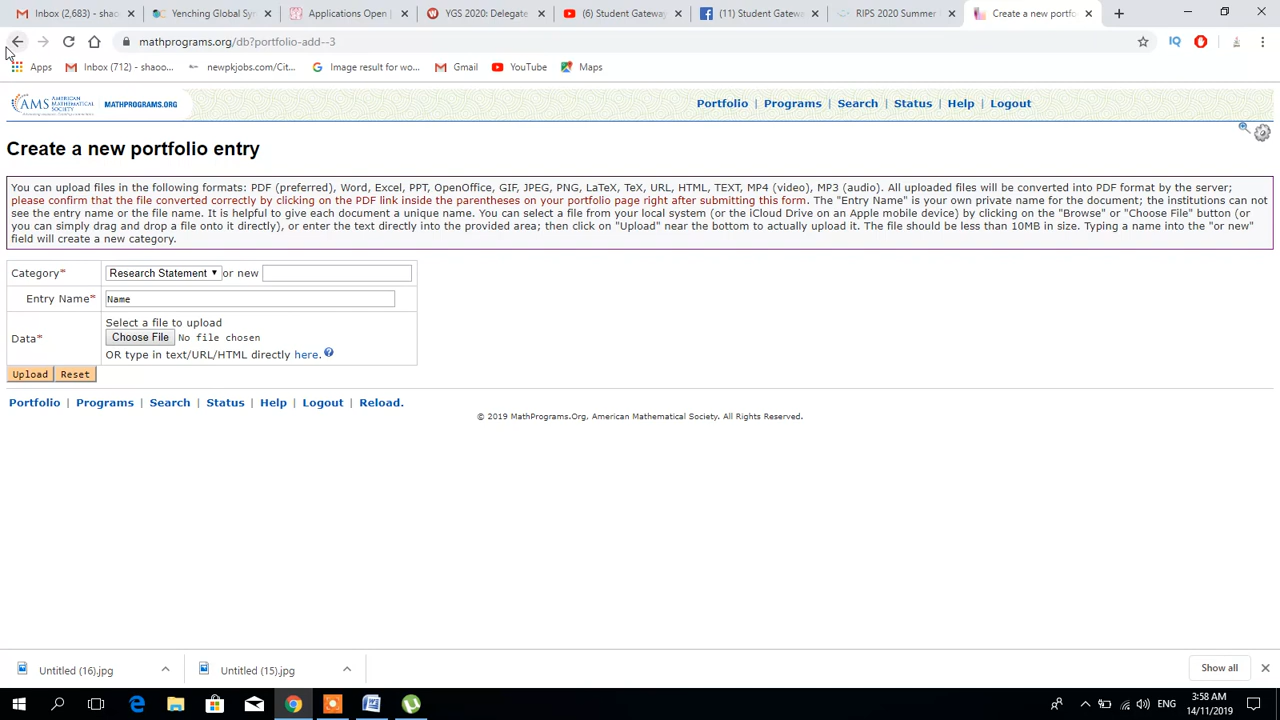 Inbox (2,683) - shao
Yenching Global Sy
Applications Open |
YGS 2020: Delegate
(6) Student Gateway
(11) Student Gatew
RIPS 2020 Summer
Create a new portfo
mathprograms.org/db?portfolio-add--3
Apps
Inbox (712) - shaoo...
newpkjobs.com/Cit...
Image result for wo...
Gmail
YouTube
Maps
AMS AMERICAN MATHEMATICAL SOCIETY
MATHPROGRAMS.ORG
Portfolio | Programs | Search | Status | Help | Logout
Create a new portfolio entry
You can upload files in the following formats: PDF (preferred), Word, Excel, PPT, OpenOffice, GIF, JPEG, PNG, LaTeX, TeX, URL, HTML, TEXT, MP4 (video), MP3 (audio). All uploaded files will be converted into PDF format by the server;
please confirm that the file converted correctly by clicking on the PDF link inside the parentheses on your portfolio page right after submitting this form. The "Entry Name" is your own private name for the document; the institutions can not
see the entry name or the file name. It is helpful to give each document a unique name. You can select a file from your local system (or the iCloud Drive on an Apple mobile device) by clicking on the "Browse" or "Choose File" button (or
you can simply drag and drop a file onto it directly), or enter the text directly into the provided area; then click on "Upload" near the bottom to actually upload it. The file should be less than 10MB in size. Typing a name into the "or new"
field will create a new category.
Category* Research Statement or new
Entry Name* Name
Select a file to upload
Data* Choose File No file chosen
OR type in text/URL/HTML directly here.
Upload Reset
Portfolio | Programs | Search | Status | Help | Logout | Reload.
© 2019 MathPrograms.Org, American Mathematical Society. All Rights Reserved.
Untitled (16).jpg
Untitled (15).jpg
Show all
ENG
3:58 AM
14/11/2019